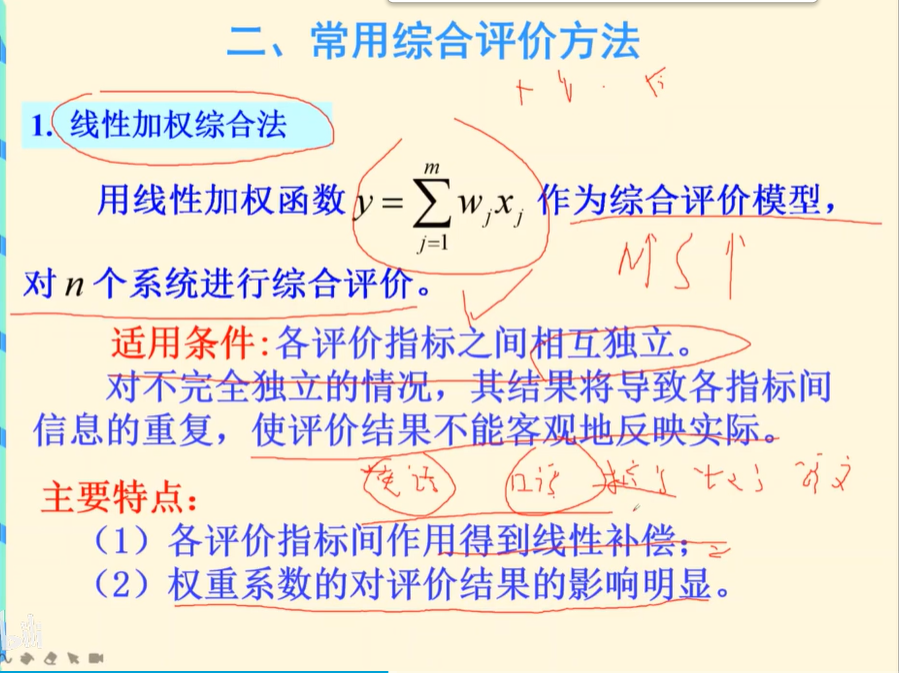 二、常用综合评价方法
1. 线性加权综合法
用线性加权函数 y = \sum_{j=1}^{m} w_j x_j 作为综合评价模型，
对 n 个系统进行综合评价。
适用条件:各评价指标之间相互独立。
对不完全独立的情况，其结果将导致各指标间
信息的重复，使评价结果不能客观地反映实际。
英语 口语
主要特点：
（1）各评价指标间作用得到线性补偿；
（2）权重系数的对评价结果的影响明显。